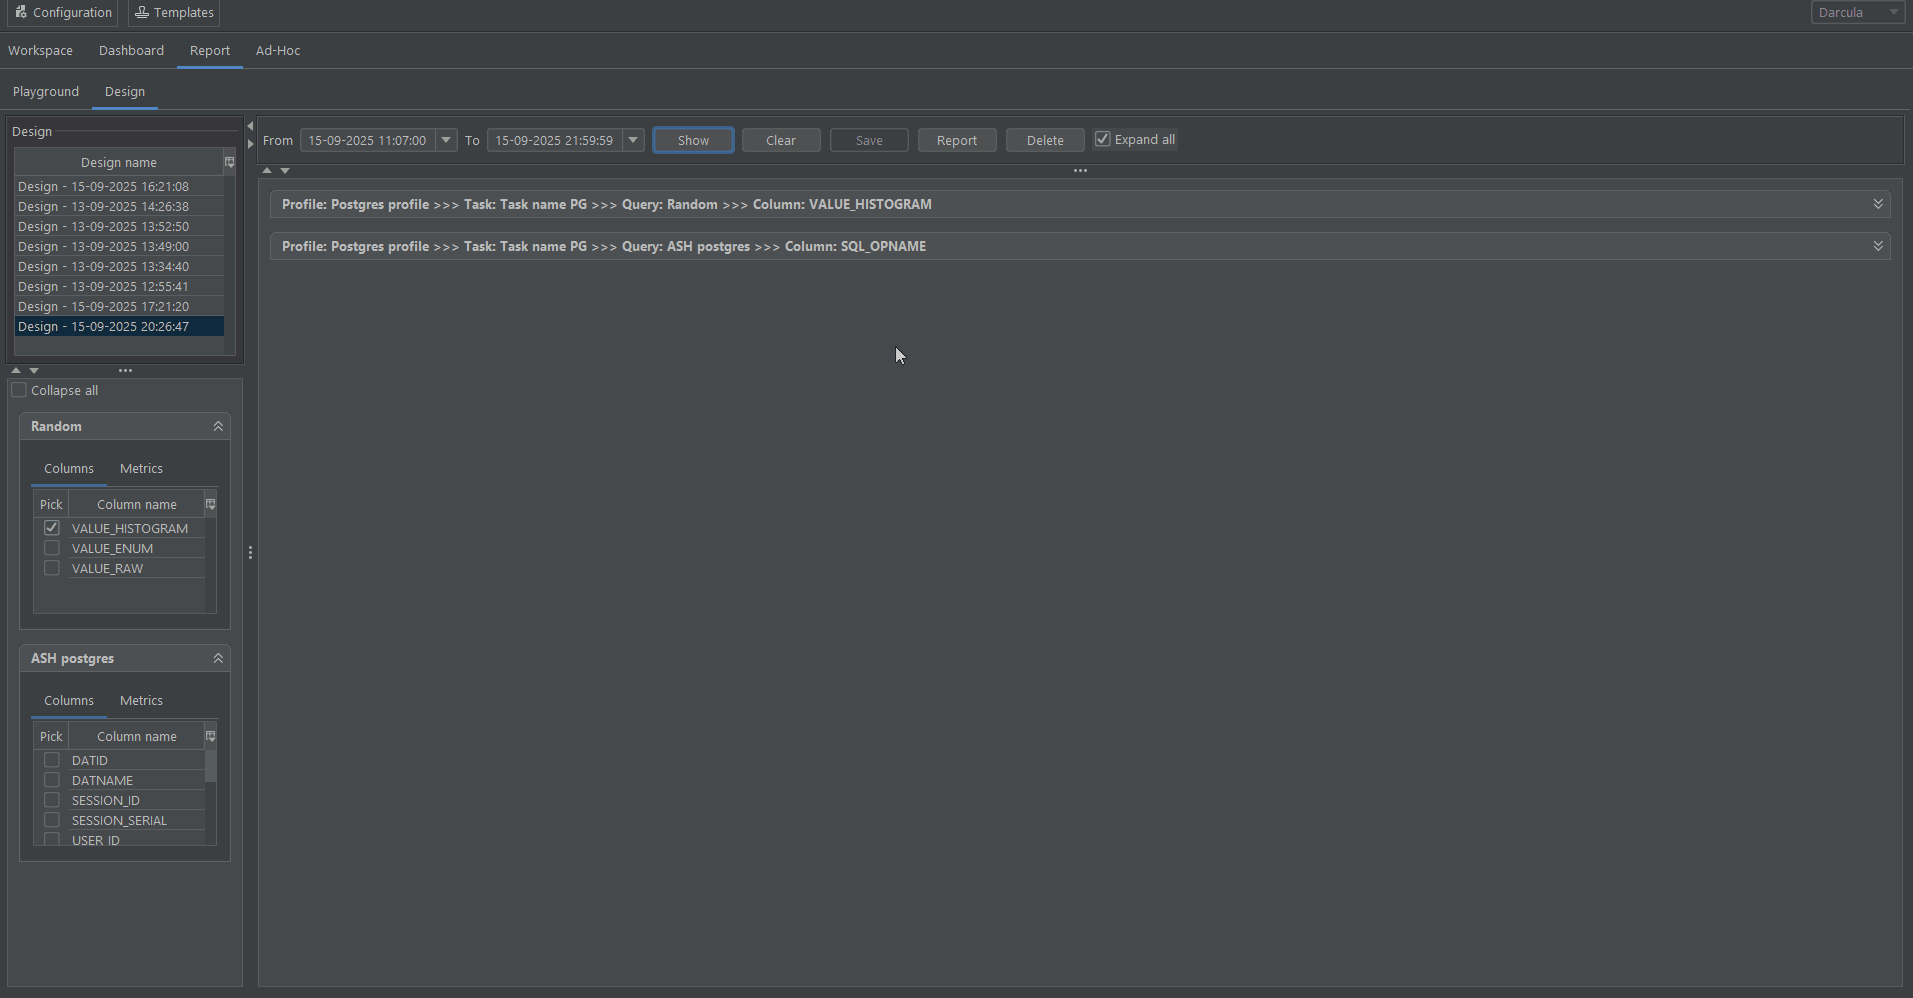 Configuration Templates Darcula
Workspace Dashboard Report Ad-Hoc
Playground Design
Design
Design name
Design - 15-09-2025 16:21:08
Design - 13-09-2025 14:26:38
Design - 13-09-2025 13:52:50
Design - 13-09-2025 13:49:00
Design - 13-09-2025 13:34:40
Design - 13-09-2025 12:55:41
Design - 15-09-2025 17:21:20
Design - 15-09-2025 20:26:47
Collapse all
Random
Columns Metrics
Pick Column name
VALUE_HISTOGRAM
VALUE_ENUM
VALUE_RAW
ASH postgres
Columns Metrics
Pick Column name
DATID
DATNAME
SESSION_ID
SESSION_SERIAL
USER_ID
From 15-09-2025 11:07:00 To 15-09-2025 21:59:59 Show Clear Save Report Delete Expand all
Profile: Postgres profile >>> Task: Task name PG >>> Query: Random >>> Column: VALUE_HISTOGRAM
Profile: Postgres profile >>> Task: Task name PG >>> Query: ASH postgres >>> Column: SQL_OPNAME